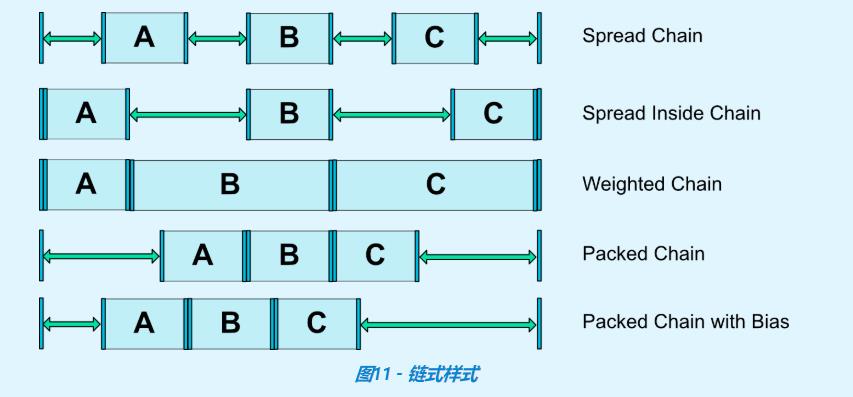 A B C Spread Chain
A B C Spread Inside Chain
A B C Weighted Chain
A B C Packed Chain
A B C Packed Chain with Bias
图11 - 链式样式